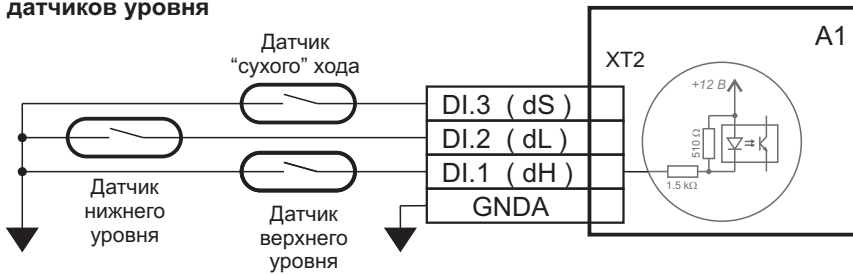 датчиков уровня
Датчик
“сухого” хода
Датчик
нижнего
уровня
Датчик
верхнего
уровня
DI.3 ( dS )
DI.2 ( dL )
DI.1 ( dH )
GNDA
XT2
A1
+12 В
510 Ω
1.5 kΩ